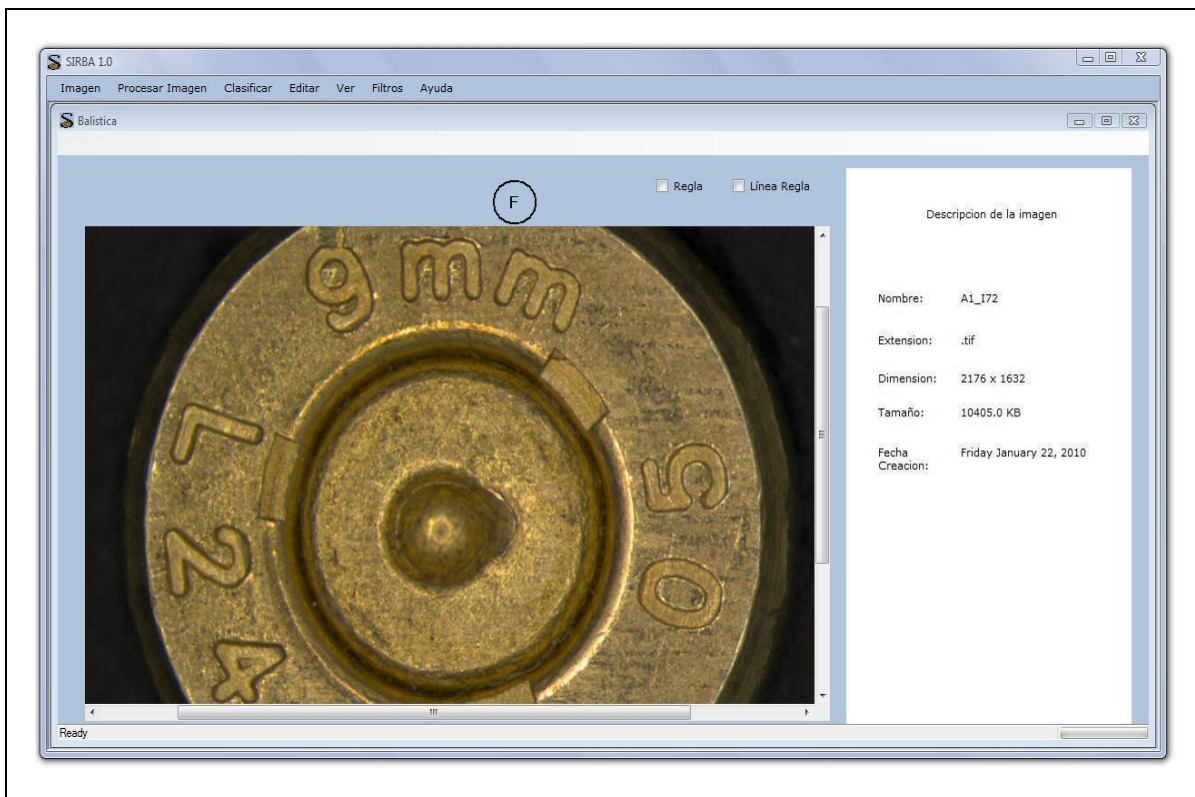 SIRBA 1.0
Imagen Procesar Imagen Clasificar Editar Ver Filtros Ayuda
Balistica
F
Regla Línea Regla
Descripcion de la imagen
Nombre: A1_I72
Extension: .tif
Dimension: 2176 x 1632
Tamaño: 10405.0 KB
Fecha Creacion: Friday January 22, 2010
9mm
L
2
4
5
0
Ready